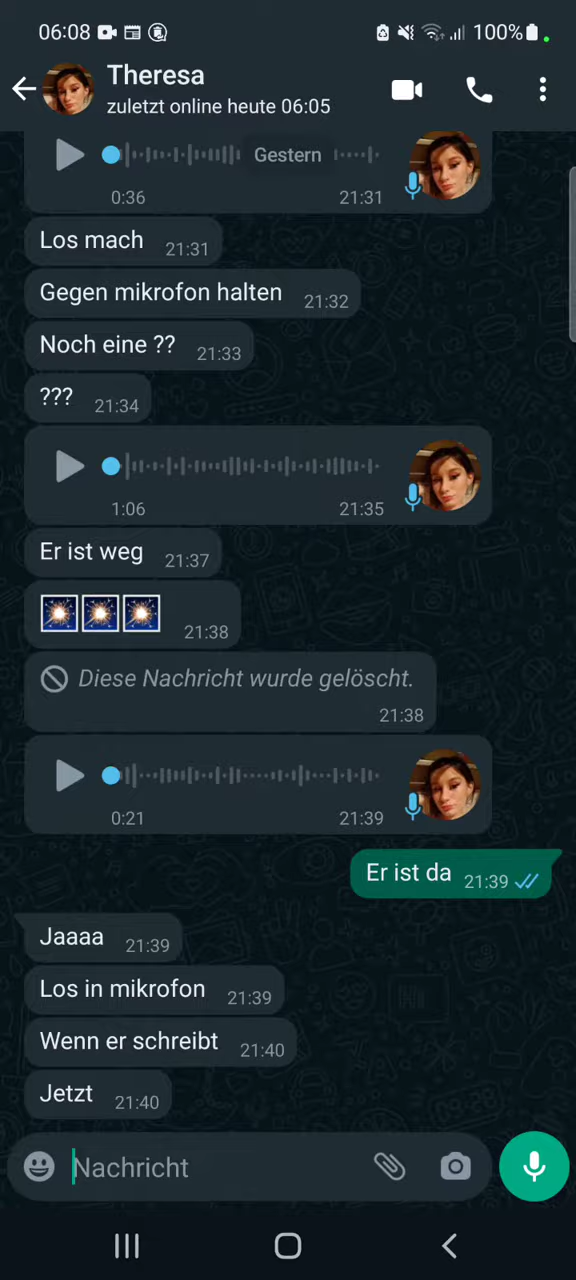 06:08 100%
Theresa
zuletzt online heute 06:05
Gestern
0:36 21:31
Los mach 21:31
Gegen mikrofon halten 21:32
Noch eine ?? 21:33
??? 21:34
1:06 21:35
Er ist weg 21:37
🎇🎇🎇 21:38
Diese Nachricht wurde gelöscht.
21:38
0:21 21:39
Er ist da 21:39
Jaaaa 21:39
Los in mikrofon 21:39
Wenn er schreibt 21:40
Jetzt 21:40
Nachricht